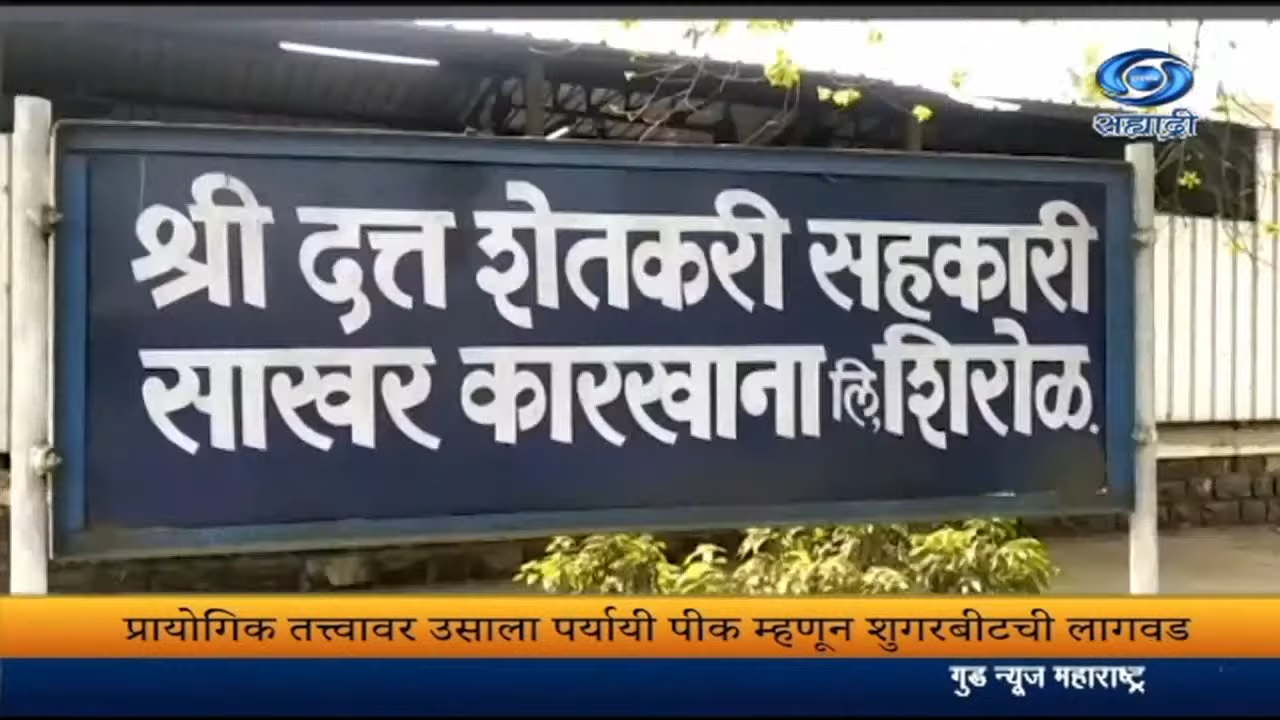 सह्याद्री
श्री दत्त शेतकरी सहकारी
साखर कारखाना लि, शिरोळ.
प्रायोगिक तत्त्वावर उसाला पर्यायी पीक म्हणून शुगरबीटची लागवड
गुड न्यूज महाराष्ट्र